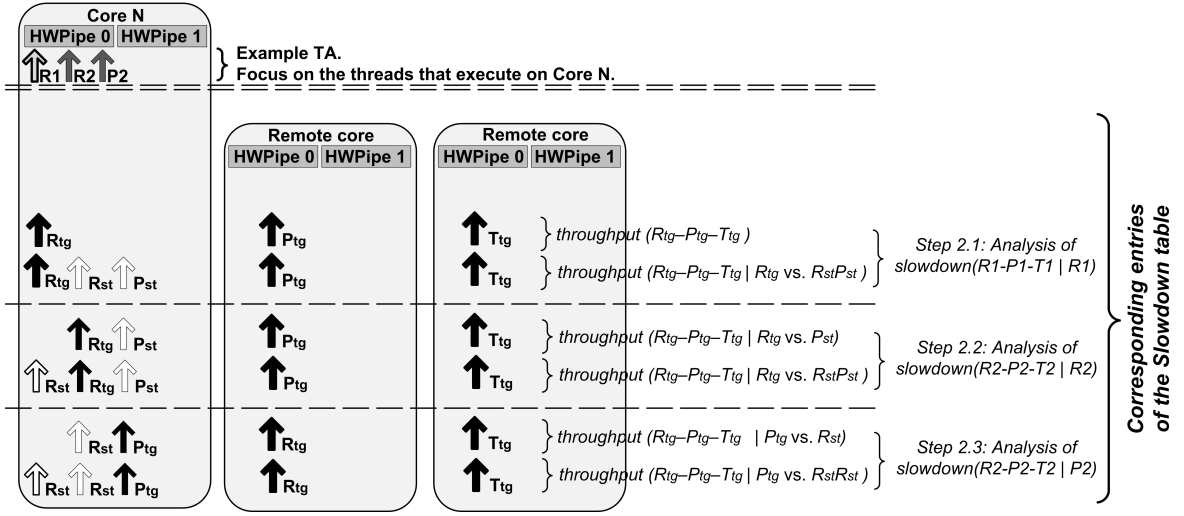 Core N
HWPipe 0 HWPipe 1
R1 R2 P2
Example TA.
Focus on the threads that execute on Core N.
Remote core
HWPipe 0 HWPipe 1
Remote core
HWPipe 0 HWPipe 1
Rtg Ptg Ttg throughput (Rtg–Ptg–Ttg )
Rtg Rst Pst Ptg Ttg throughput (Rtg–Ptg–Ttg | Rtg vs. RstPst )
Step 2.1: Analysis of
slowdown(R1-P1-T1 | R1)
Rtg Pst Ptg Ttg throughput (Rtg–Ptg–Ttg | Rtg vs. Pst)
Rst Rtg Pst Ptg Ttg throughput (Rtg–Ptg–Ttg | Rtg vs. RstPst )
Step 2.2: Analysis of
slowdown(R2-P2-T2 | R2)
Rst Ptg Rtg Ttg throughput (Rtg–Ptg–Ttg | Ptg vs. Rst)
Rst Rst Ptg Rtg Ttg throughput (Rtg–Ptg–Ttg | Ptg vs. RstRst )
Step 2.3: Analysis of
slowdown(R2-P2-T2 | P2)
Corresponding entries
of the Slowdown table